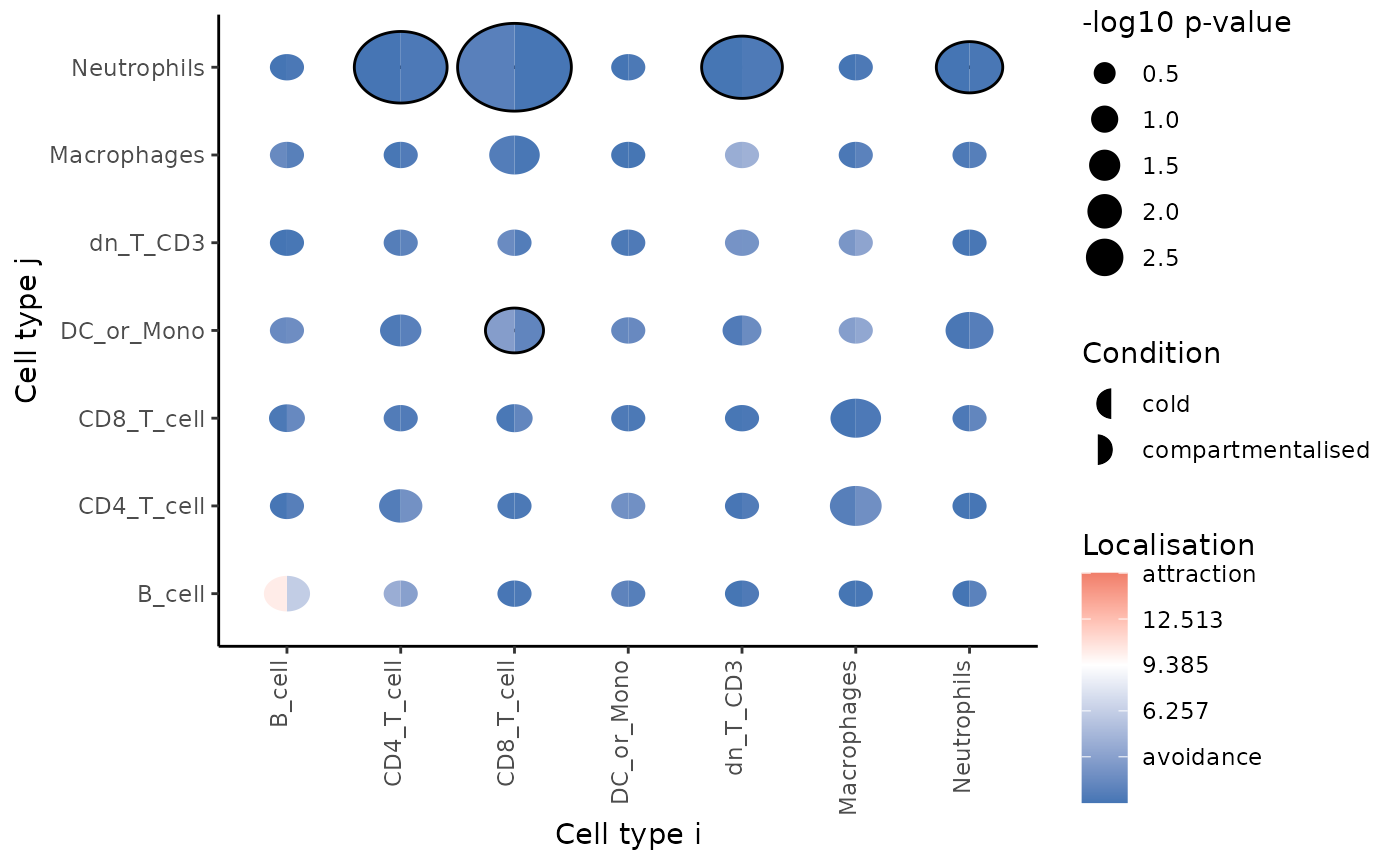 Neutrophils
Macrophages
dn_T_CD3
DC_or_Mono
CD8_T_cell
CD4_T_cell
B_cell
Cell type j
B_cell
CD4_T_cell
CD8_T_cell
DC_or_Mono
dn_T_CD3
Macrophages
Neutrophils
Cell type i
-log10 p-value
0.5
1.0
1.5
2.0
2.5
Condition
cold
compartmentalised
Localisation
attraction
12.513
9.385
6.257
avoidance